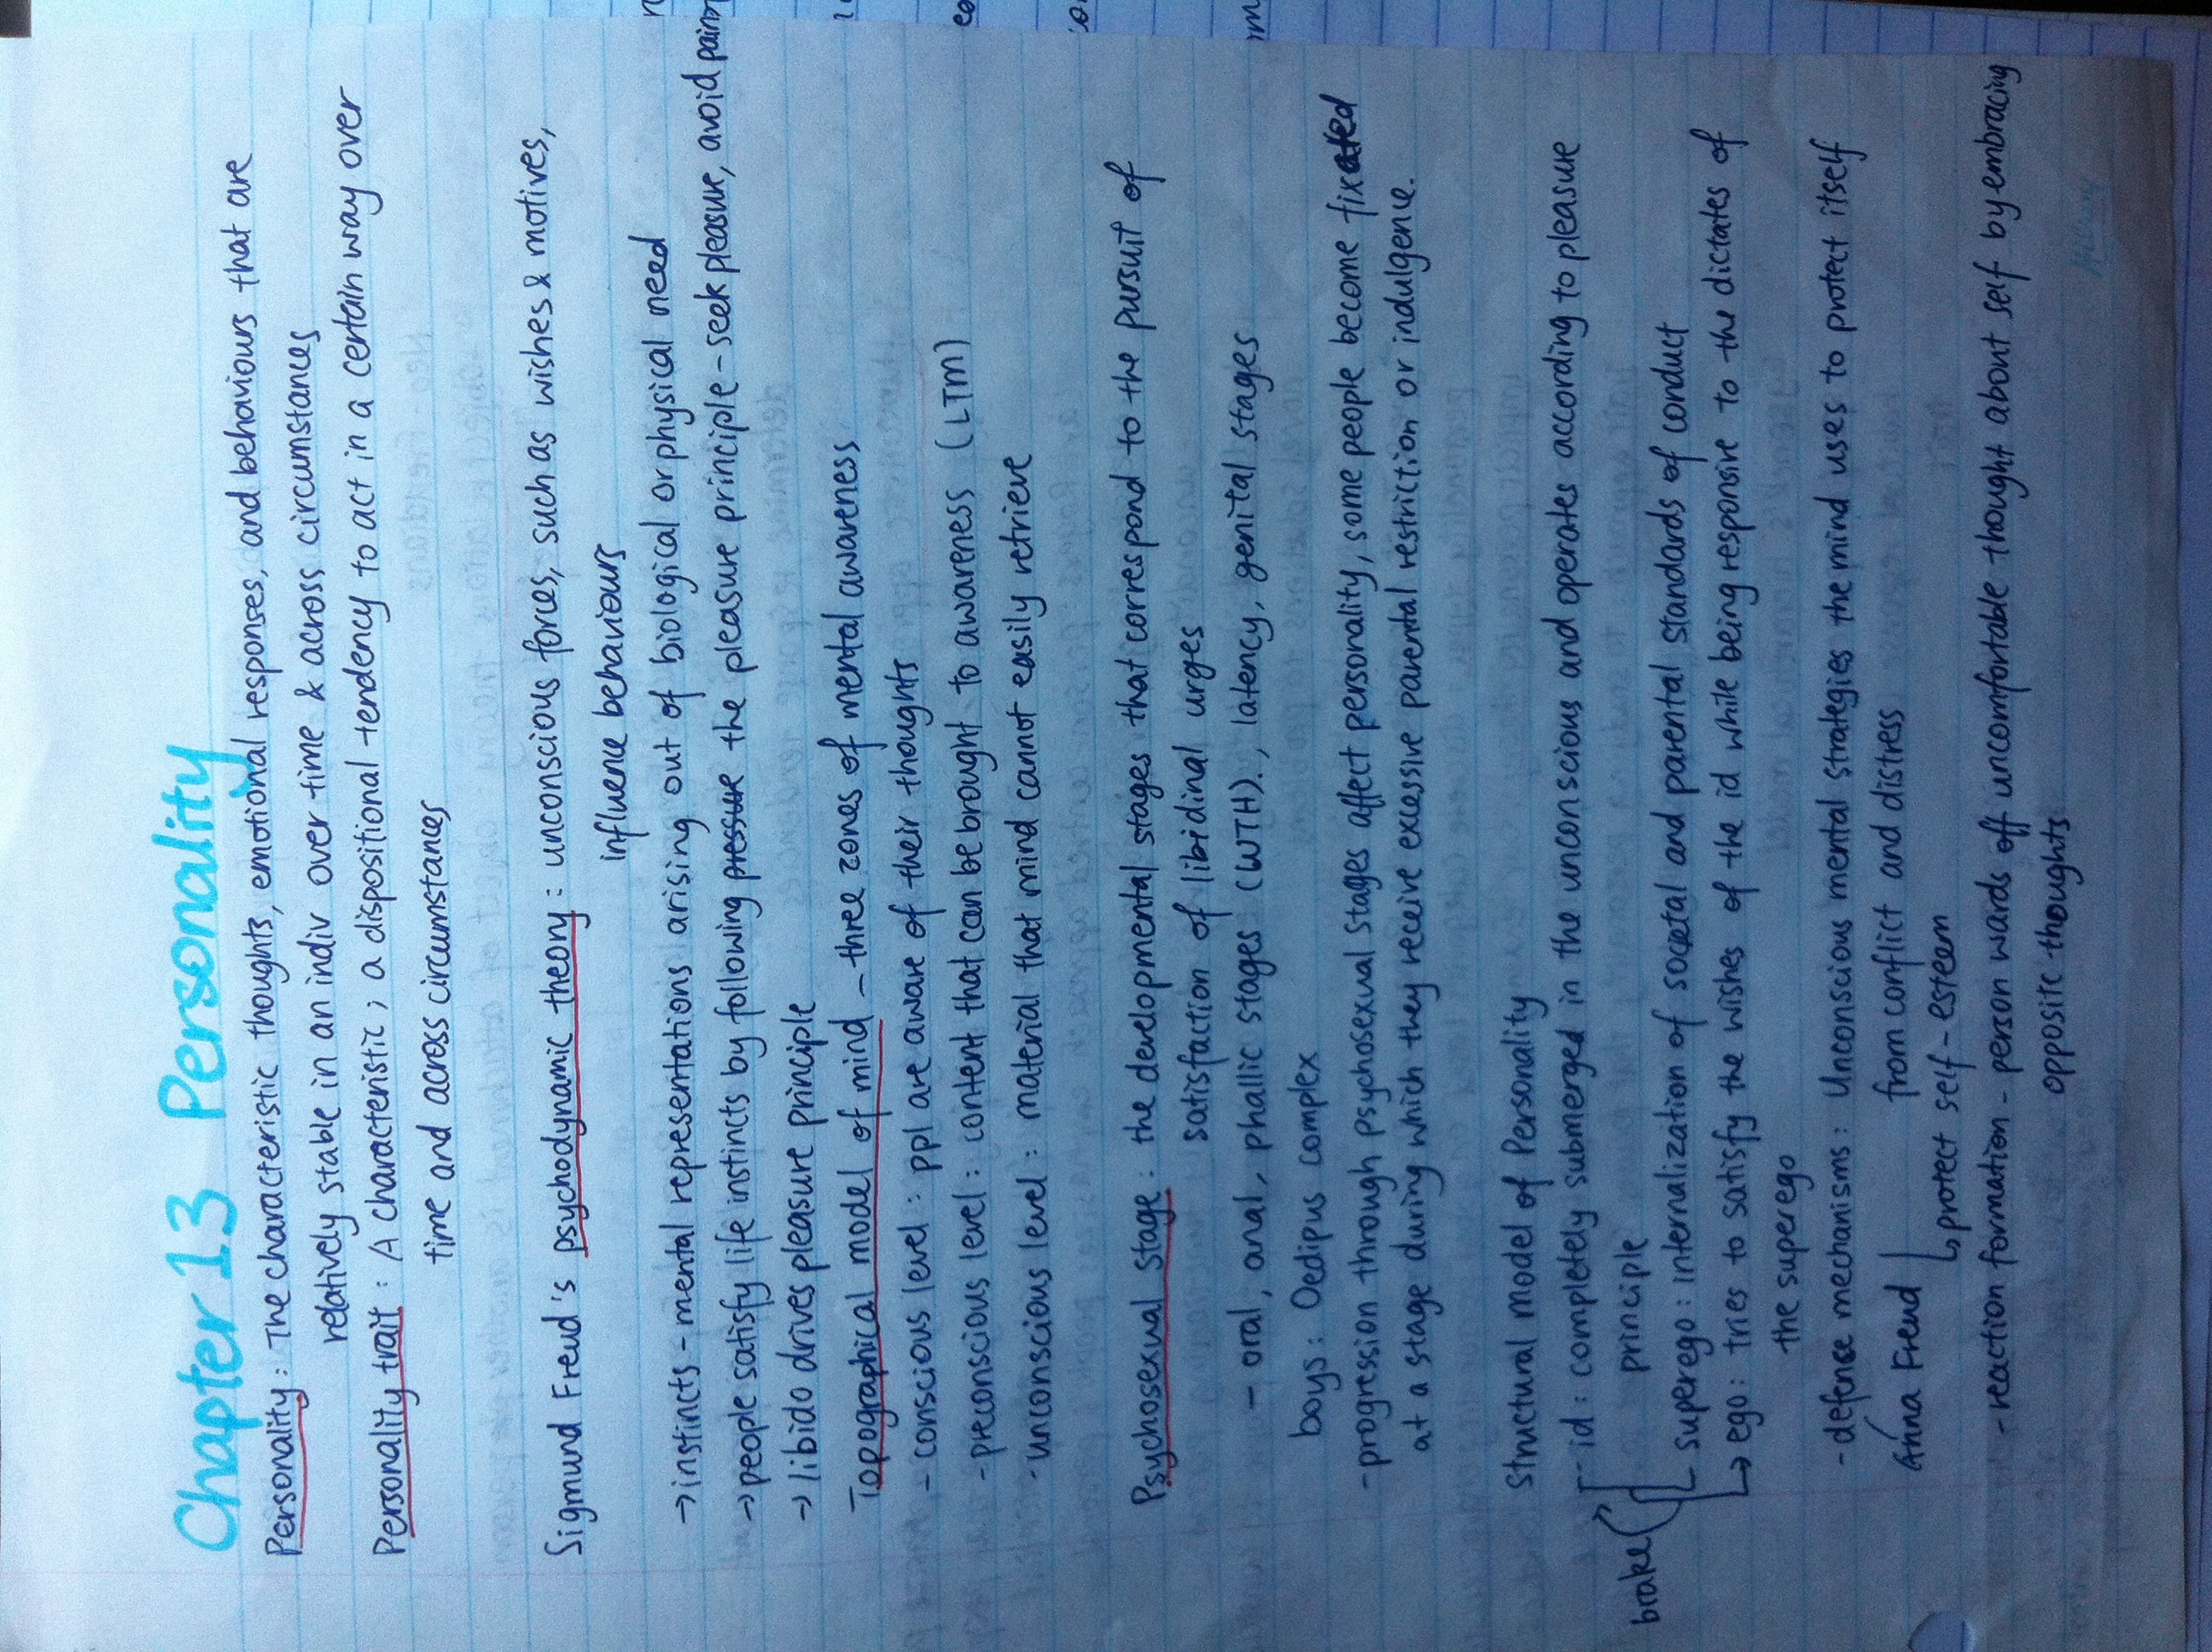 Chapter 13 Personality
Personality: The characteristic thoughts, emotional responses, and behaviours that are
relatively stable in an indiv over time & across circumstances
Personality trait: A characteristic; a dispositional tendency to act in a certain way over
time and across circumstances
Sigmund Freud's psychodynamic theory: unconscious forces, such as wishes & motives,
influence behaviours
→instincts - mental representations arising out of biological or physical need
→people satisfy life instincts by following the pleasure principle - seek pleasure, avoid pain
→ libido drives pleasure principle
Topographical model of mind - three zones of mental awareness
- conscious level: ppl are aware of their thoughts
- preconscious level: content that can be brought to awareness (LTM)
- unconscious level: material that mind cannot easily retrieve
Psychosexual stage: the developmental stages that correspond to the pursuit of
satisfaction of libidinal urges
- oral, anal, phallic stages (WTH)., latency, genital stages
boys: Oedipus complex
- progression through psychosexual stages affect personality, some people become fixated
at a stage during which they receive excessive parental restriction or indulgence.
Structural model of Personality
- id: completely submerged in the unconscious and operates according to pleasure
principle
brake
superego: internalization of societal and parental standards of conduct
↳ ego: tries to satisfy the wishes of the id while being responsive to the dictates of
the superego
- defense mechanisms: Unconscious mental strategies the mind uses to protect itself
from conflict and distress
Anna Freud
↳ protect self-esteem
- reaction formation - person wards off uncomfortable thought about self by embracing
opposite thoughts